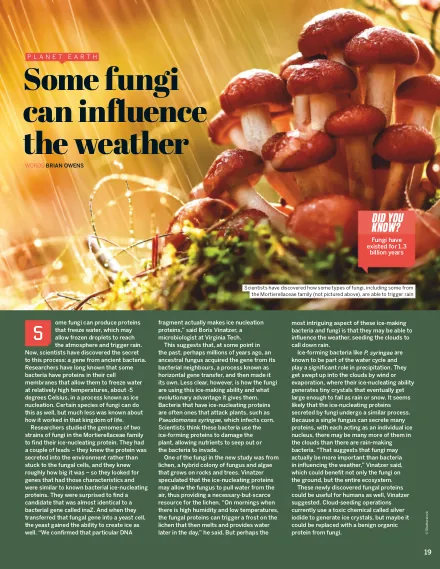 PLANET EARTH
Some fungi
can influence
the weather
WORDS BRIAN OWENS
DID YOU
KNOW?
Fungi have
existed for 1.3
billion years
Scientists have discovered how some types of fungi, including some from
the Mortierellaceae family (not pictured above), are able to trigger rain
Some fungi can produce proteins
that freeze water, which may
allow frozen droplets to reach
the atmosphere and trigger rain.
Now, scientists have discovered the secret
to this process: a gene from ancient bacteria.
Researchers have long known that some
bacteria have proteins in their cell
membranes that allow them to freeze water
at relatively high temperatures, about -5
degrees Celsius, in a process known as ice
nucleation. Certain species of fungi can do
this as well, but much less was known about
how it worked in that kingdom of life.
Researchers studied the genomes of two
strains of fungi in the Mortierellaceae family
to find their ice-nucleation protein. They had
a couple of leads – they knew the protein was
secreted into the environment rather than
stuck to the fungal cells, and they knew
roughly how big it was – so they looked for
genes that had those characteristics and
were similar to known bacterial ice-nucleating
proteins. They were surprised to find a
candidate that was almost identical to a
bacterial gene called inaZ. And when they
transferred that fungal gene into a yeast cell,
the yeast gained the ability to create ice as
well. “We confirmed that particular DNA
fragment actually makes ice nucleation
proteins,” said Boris Vinatzer, a
microbiologist at Virginia Tech.
This suggests that, at some point in
the past, perhaps millions of years ago, an
ancestral fungus acquired the gene from its
bacterial neighbours, a process known as
horizontal gene transfer, and then made it
its own. Less clear, however, is how the fungi
are using this ice-making ability and what
evolutionary advantage it gives them.
Bacteria that have ice-nucleating proteins
are often ones that attack plants, such as
Pseudomonas syringae, which infects corn.
Scientists think these bacteria use the
ice-forming proteins to damage the
plant, allowing nutrients to seep out or
the bacteria to invade.
One of the fungi in the new study was from
lichen, a hybrid colony of fungus and algae
that grows on rocks and trees. Vinatzer
speculated that the ice-nucleating proteins
may allow the fungus to pull water from the
air, thus providing a necessary-but-scarce
resource for the lichen. “On mornings when
there is high humidity and low temperatures,
the fungal proteins can trigger a frost on the
lichen that then melts and provides water
later in the day,” he said. But perhaps the
most intriguing aspect of these ice-making
bacteria and fungi is that they may be able to
influence the weather, seeding the clouds to
call down rain.
Ice-forming bacteria like P. syringae are
known to be part of the water cycle and
play a significant role in precipitation. They
get swept up into the clouds by wind or
evaporation, where their ice-nucleating ability
generates tiny crystals that eventually get
large enough to fall as rain or snow. It seems
likely that the ice-nucleating proteins
secreted by fungi undergo a similar process.
Because a single fungus can secrete many
proteins, with each acting as an individual ice
nucleus, there may be many more of them in
the clouds than there are rain-making
bacteria. “That suggests that fungi may
actually be more important than bacteria
in influencing the weather,” Vinatzer said,
which could benefit not only the fungi on the
ground, but the entire ecosystem.
These newly discovered fungal proteins
could be useful for humans as well, Vinatzer
suggested. Cloud-seeding operations
currently use a toxic chemical called silver
iodide to generate ice crystals, but maybe it
could be replaced with a benign organic
protein from fungi.
19